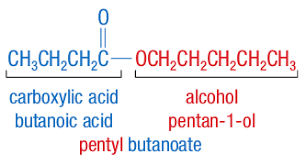 O
CH₃CH₂CH₂C—OCH₂CH₂CH₂CH₂CH₃
carboxylic acid alcohol
butanoic acid pentan-1-ol
pentyl butanoate